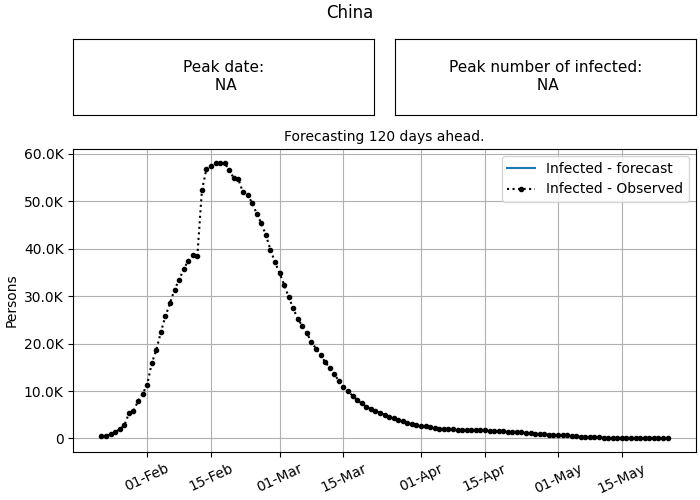 China
Peak date:
NA
Peak number of infected:
NA
Forecasting 120 days ahead.
Infected - forecast
Infected - Observed
Persons
60.0K
50.0K
40.0K
30.0K
20.0K
10.0K
0
01-Feb
15-Feb
01-Mar
15-Mar
01-Apr
15-Apr
01-May
15-May